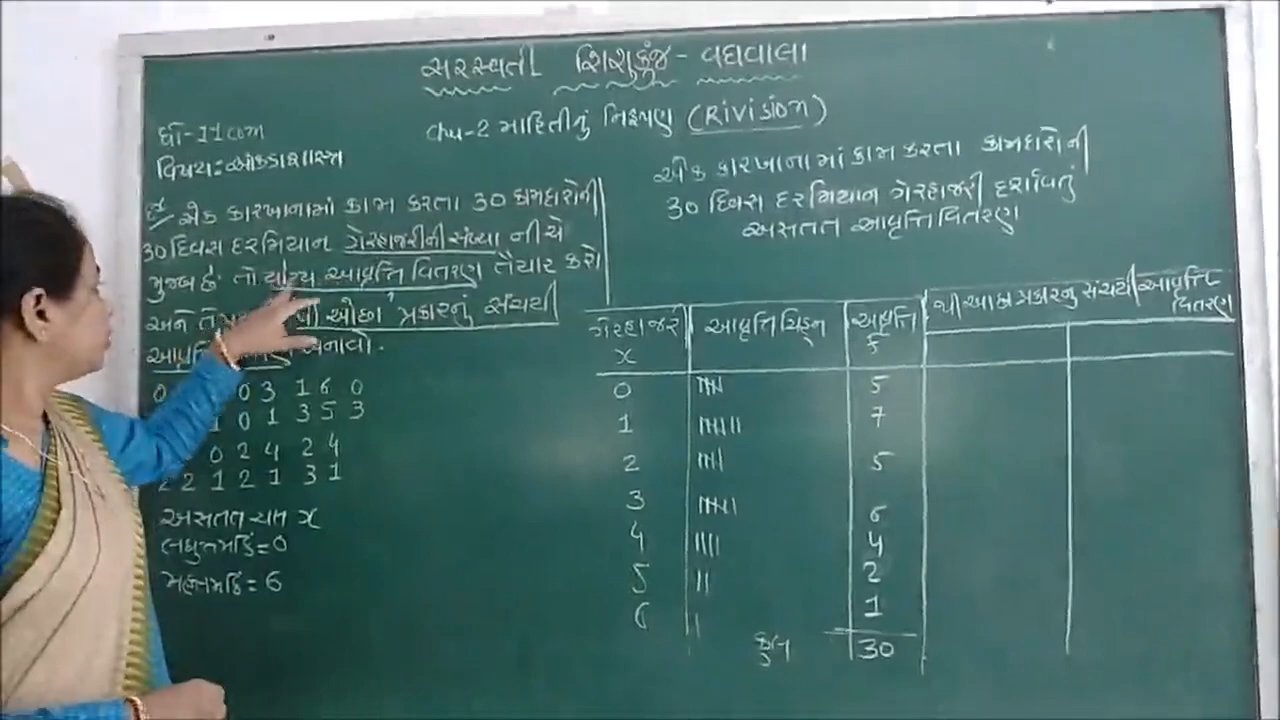 સરસ્વતી શિશુકુંજ - વઘવાલા
ધો-11 com
વિષય: આંકડાશાસ્ત્ર
ch-2 માહિતીનું નિરૂપણ (Rivision)
એક કારખાનામાં કામ કરતા 30 કામદારોની
30 દિવસ દરમિયાન ગેરહાજરીની સંખ્યા નીચે
મુજબ છે તો યોગ્ય આવૃત્તિ વિતરણ તૈયાર કરો
અને ઓછા પ્રકારનું સંચયી
બનાવો.
0 0 3 1 6 0
1 0 1 3 5 3
0 2 4 2 4
2 2 1 2 1 3 1
અસતત ચલ x
લઘુત્તમ કિં = 0
મહત્તમ કિં = 6
એક કારખાનામાં કામ કરતા કામદારોની
30 દિવસ દરમિયાન ગેરહાજરી દર્શાવતું
અસતત આવૃત્તિ વિતરણ
ગેરહાજરી x આવૃત્તિ ચિહ્ન આવૃત્તિ f થી ઓછા પ્રકારનું સંચયી આવૃત્તિ વિતરણ
0 5
1 7
2 5
3 6
4 4
5 2
6 1
કુલ 30